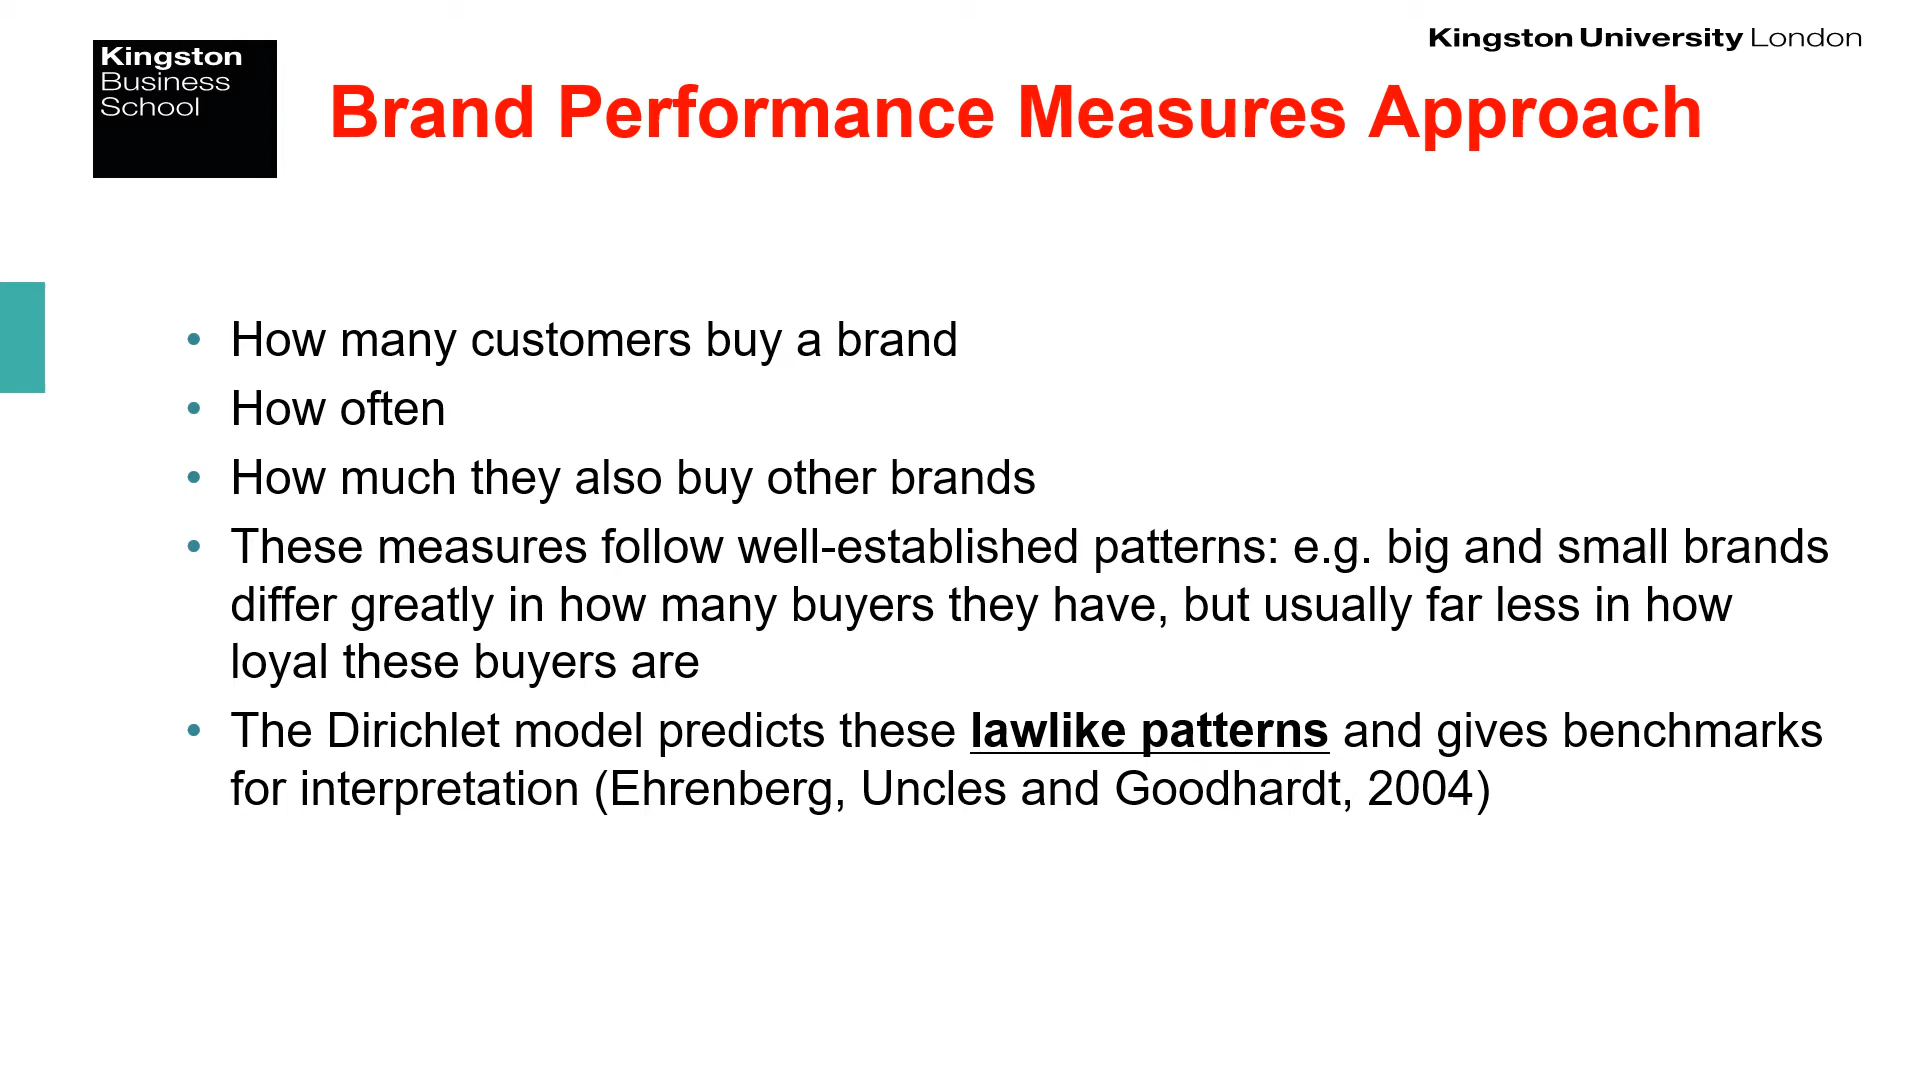 Kingston University London
Kingston
Business
School
Brand Performance Measures Approach
• How many customers buy a brand
• How often
• How much they also buy other brands
• These measures follow well-established patterns: e.g. big and small brands
differ greatly in how many buyers they have, but usually far less in how
loyal these buyers are
• The Dirichlet model predicts these lawlike patterns and gives benchmarks
for interpretation (Ehrenberg, Uncles and Goodhardt, 2004)